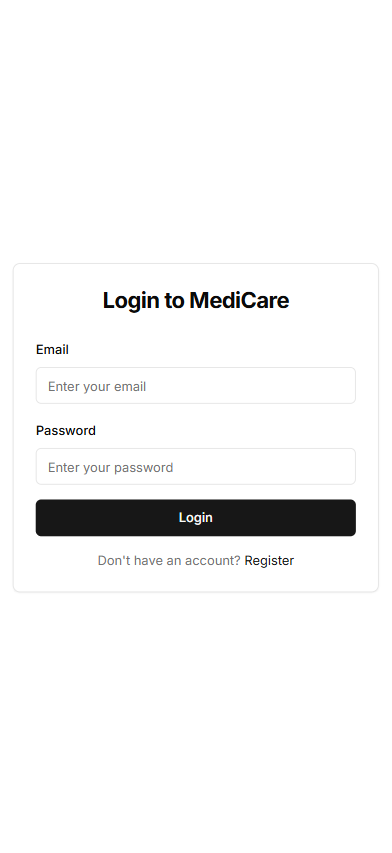 Login to MediCare
Email
Enter your email
Password
Enter your password
Login
Don't have an account? Register